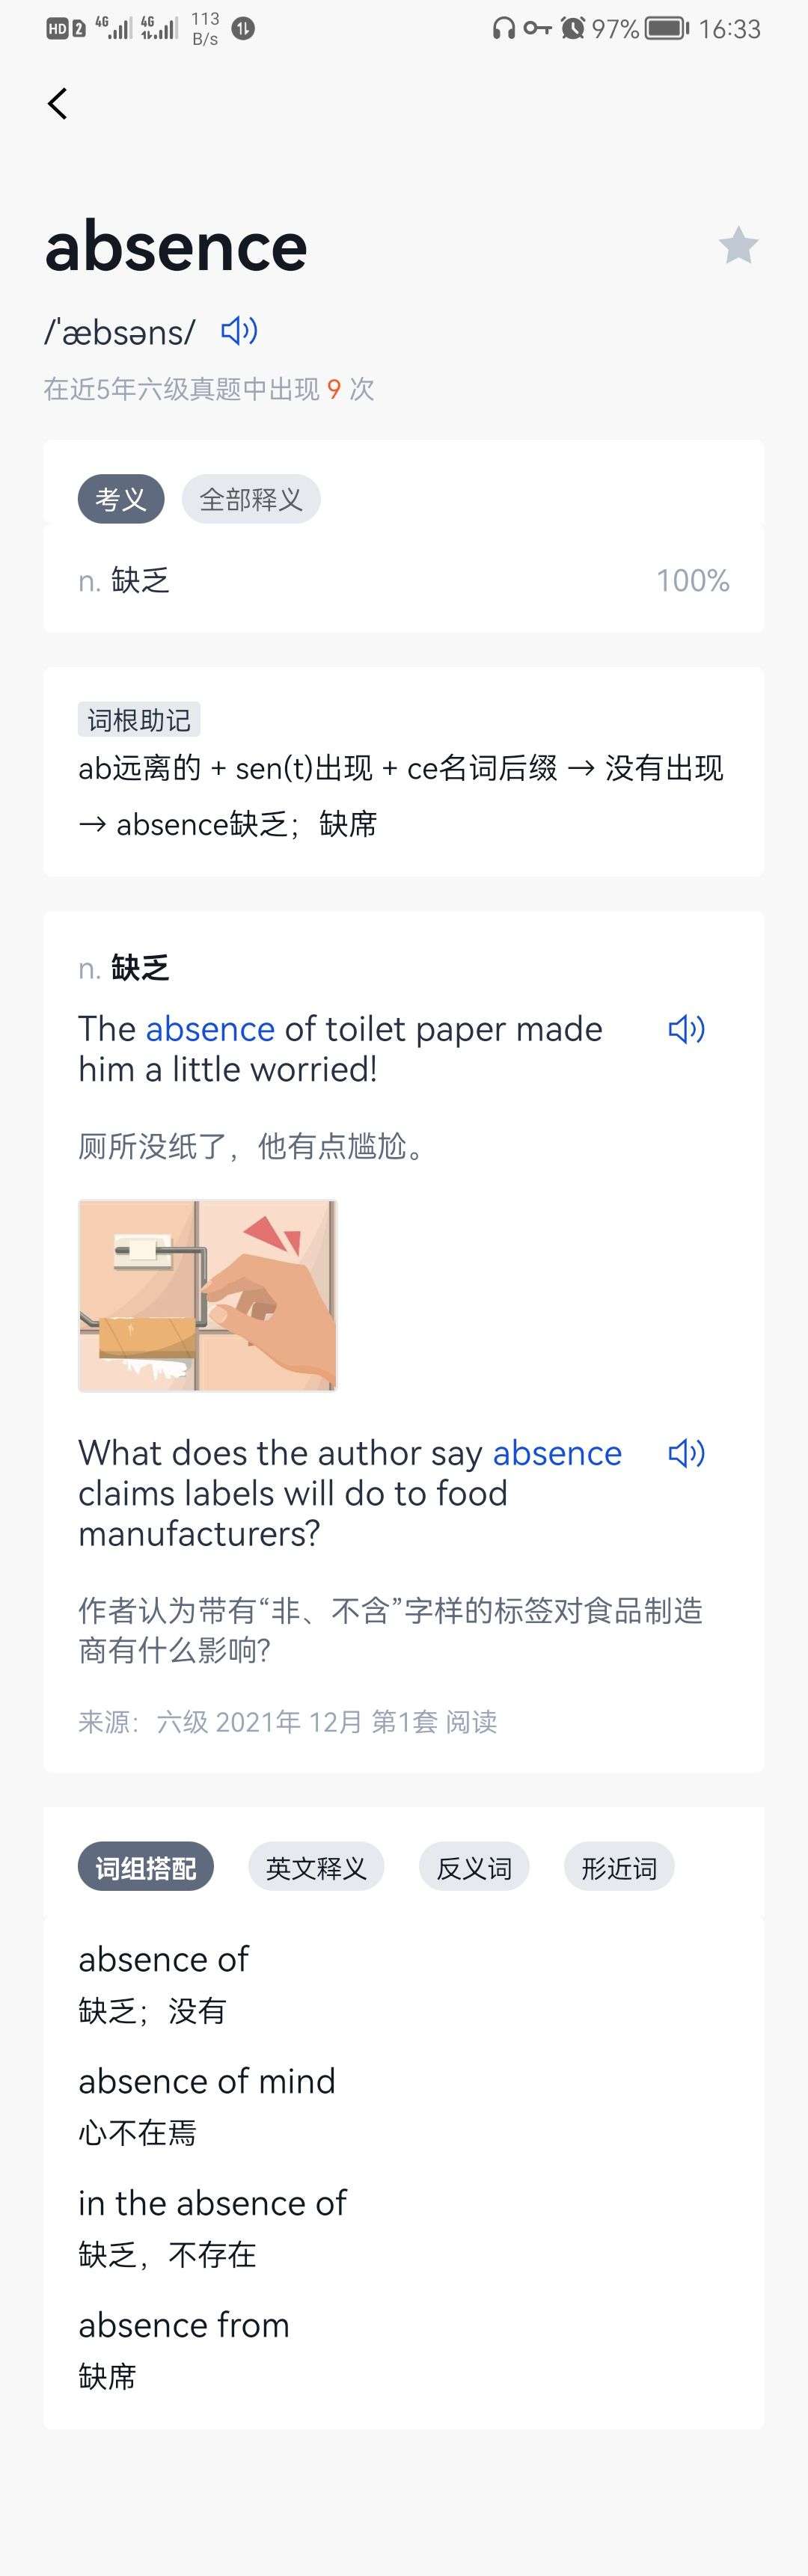 HD 2 4G 4G 113 B/s 97% 16:33
absence
/ˈæbsəns/
在近5年六级真题中出现 9 次
考义 全部释义
n. 缺乏 100%
词根助记
ab远离的 + sen(t)出现 + ce名词后缀 → 没有出现
→ absence缺乏；缺席
n. 缺乏
The absence of toilet paper made
him a little worried!
厕所没纸了，他有点尴尬。
What does the author say absence
claims labels will do to food
manufacturers?
作者认为带有“非、不含”字样的标签对食品制造
商有什么影响?
来源：六级 2021年 12月 第1套 阅读
词组搭配 英文释义 反义词 形近词
absence of
缺乏；没有
absence of mind
心不在焉
in the absence of
缺乏，不存在
absence from
缺席